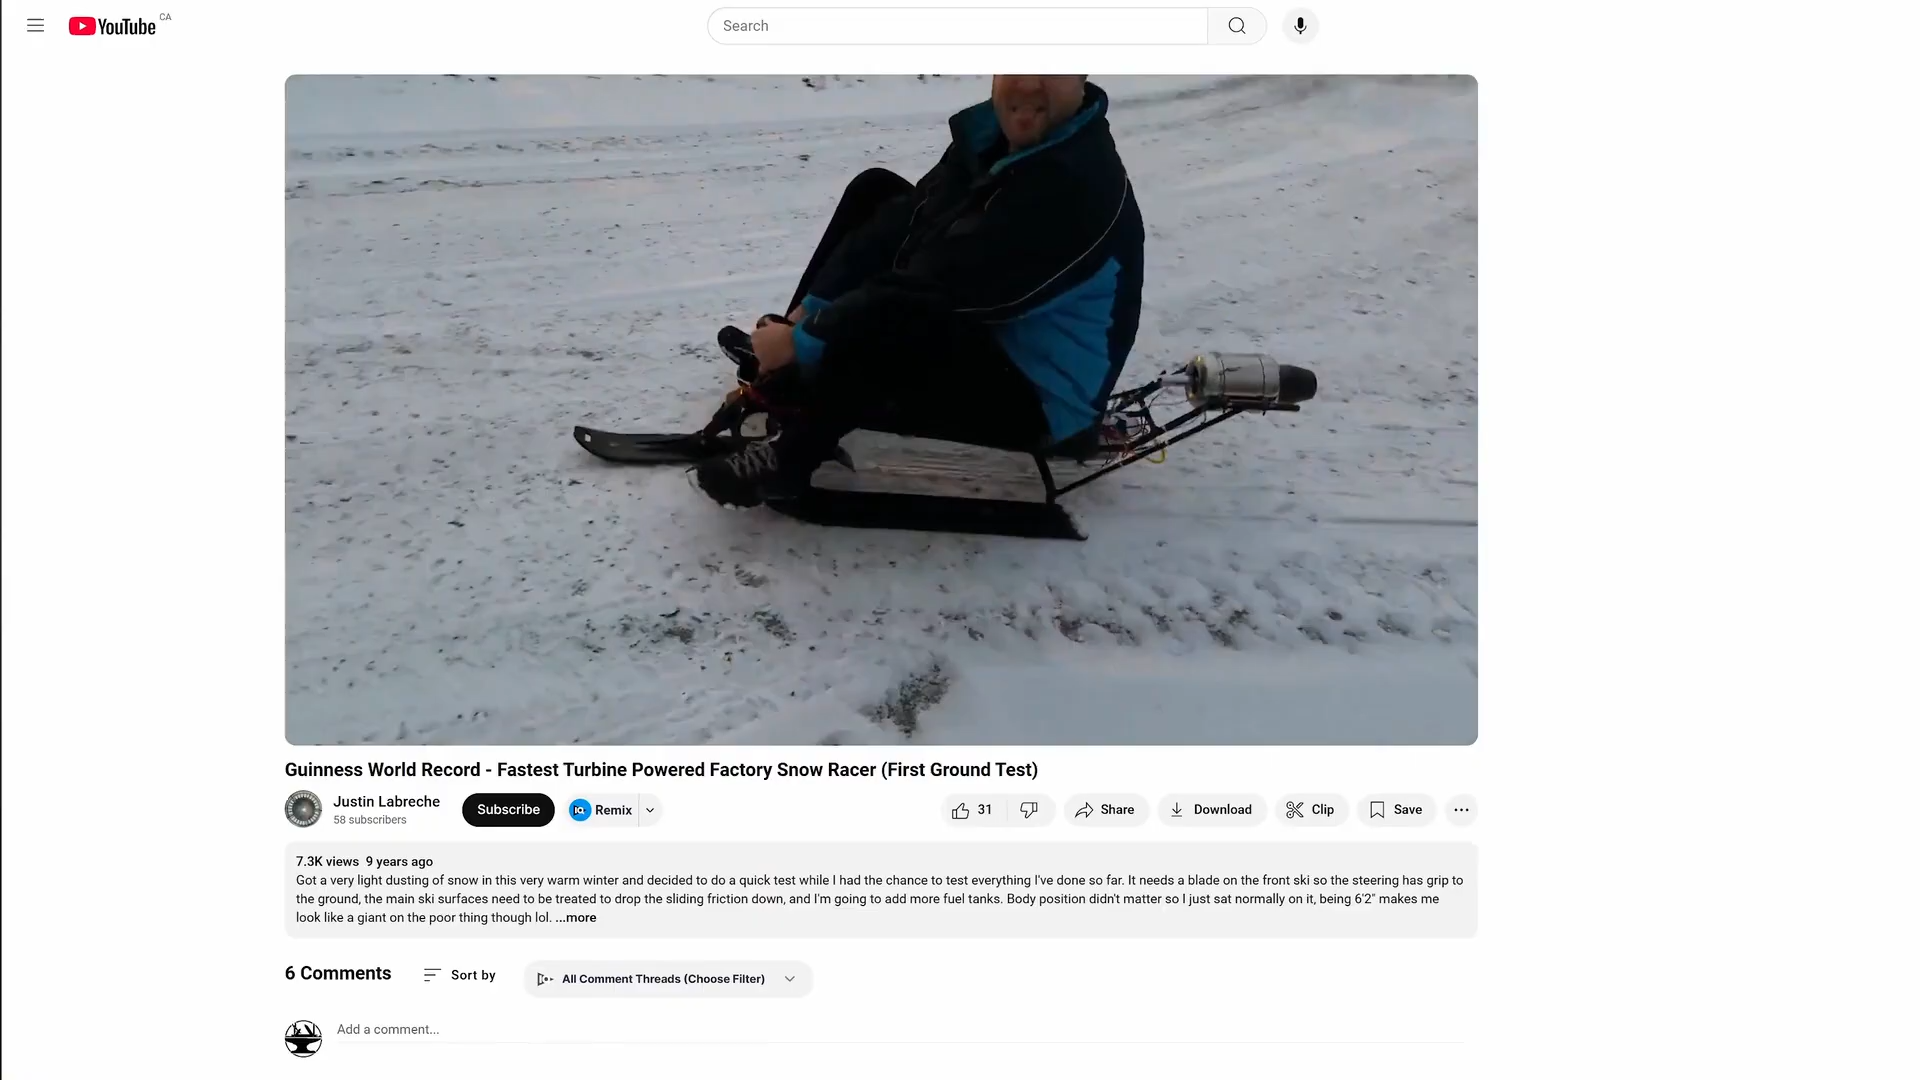 YouTube CA
Search
Guinness World Record - Fastest Turbine Powered Factory Snow Racer (First Ground Test)
Justin Labreche
58 subscribers
Subscribe
Remix
31
Share
Download
Clip
Save
7.3K views 9 years ago
Got a very light dusting of snow in this very warm winter and decided to do a quick test while I had the chance to test everything I've done so far. It needs a blade on the front ski so the steering has grip to
the ground, the main ski surfaces need to be treated to drop the sliding friction down, and I'm going to add more fuel tanks. Body position didn't matter so I just sat normally on it, being 6'2" makes me
look like a giant on the poor thing though lol. ...more
6 Comments
Sort by
All Comment Threads (Choose Filter)
Add a comment...